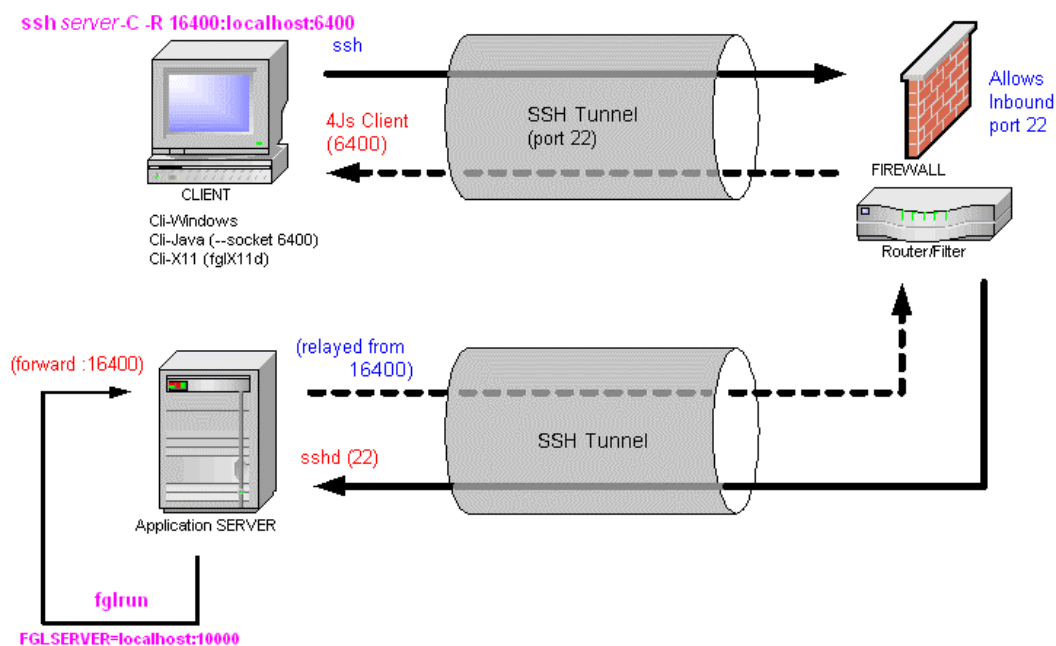 ssh server-C -R 16400:localhost:6400
ssh
4Js Client
(6400)
SSH Tunnel
(port 22)
Allows
Inbound
port 22
FIREWALL
CLIENT
Cli-Windows
Cli-Java (--socket 6400)
Cli-X11 (fglX11d)
Router/Filter
(forward :16400)
(relayed from
16400)
SSH Tunnel
sshd (22)
Application SERVER
fglrun
FGLSERVER=localhost:10000